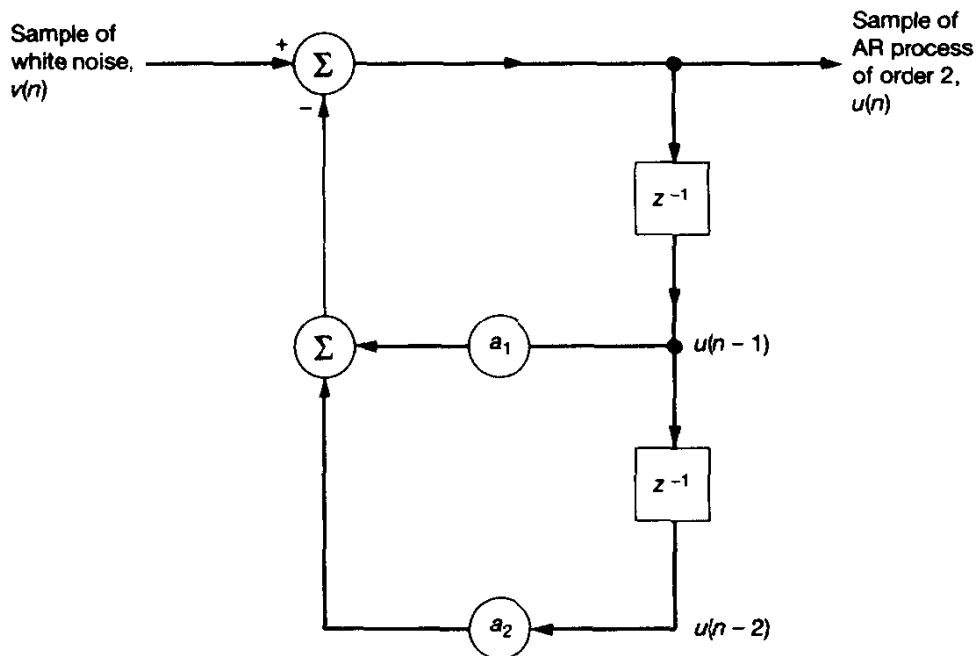 Sample of
white noise,
v(n)
+
Σ
−
Sample of
AR process
of order 2,
u(n)
z⁻¹
Σ
a₁
u(n − 1)
z⁻¹
a₂
u(n − 2)